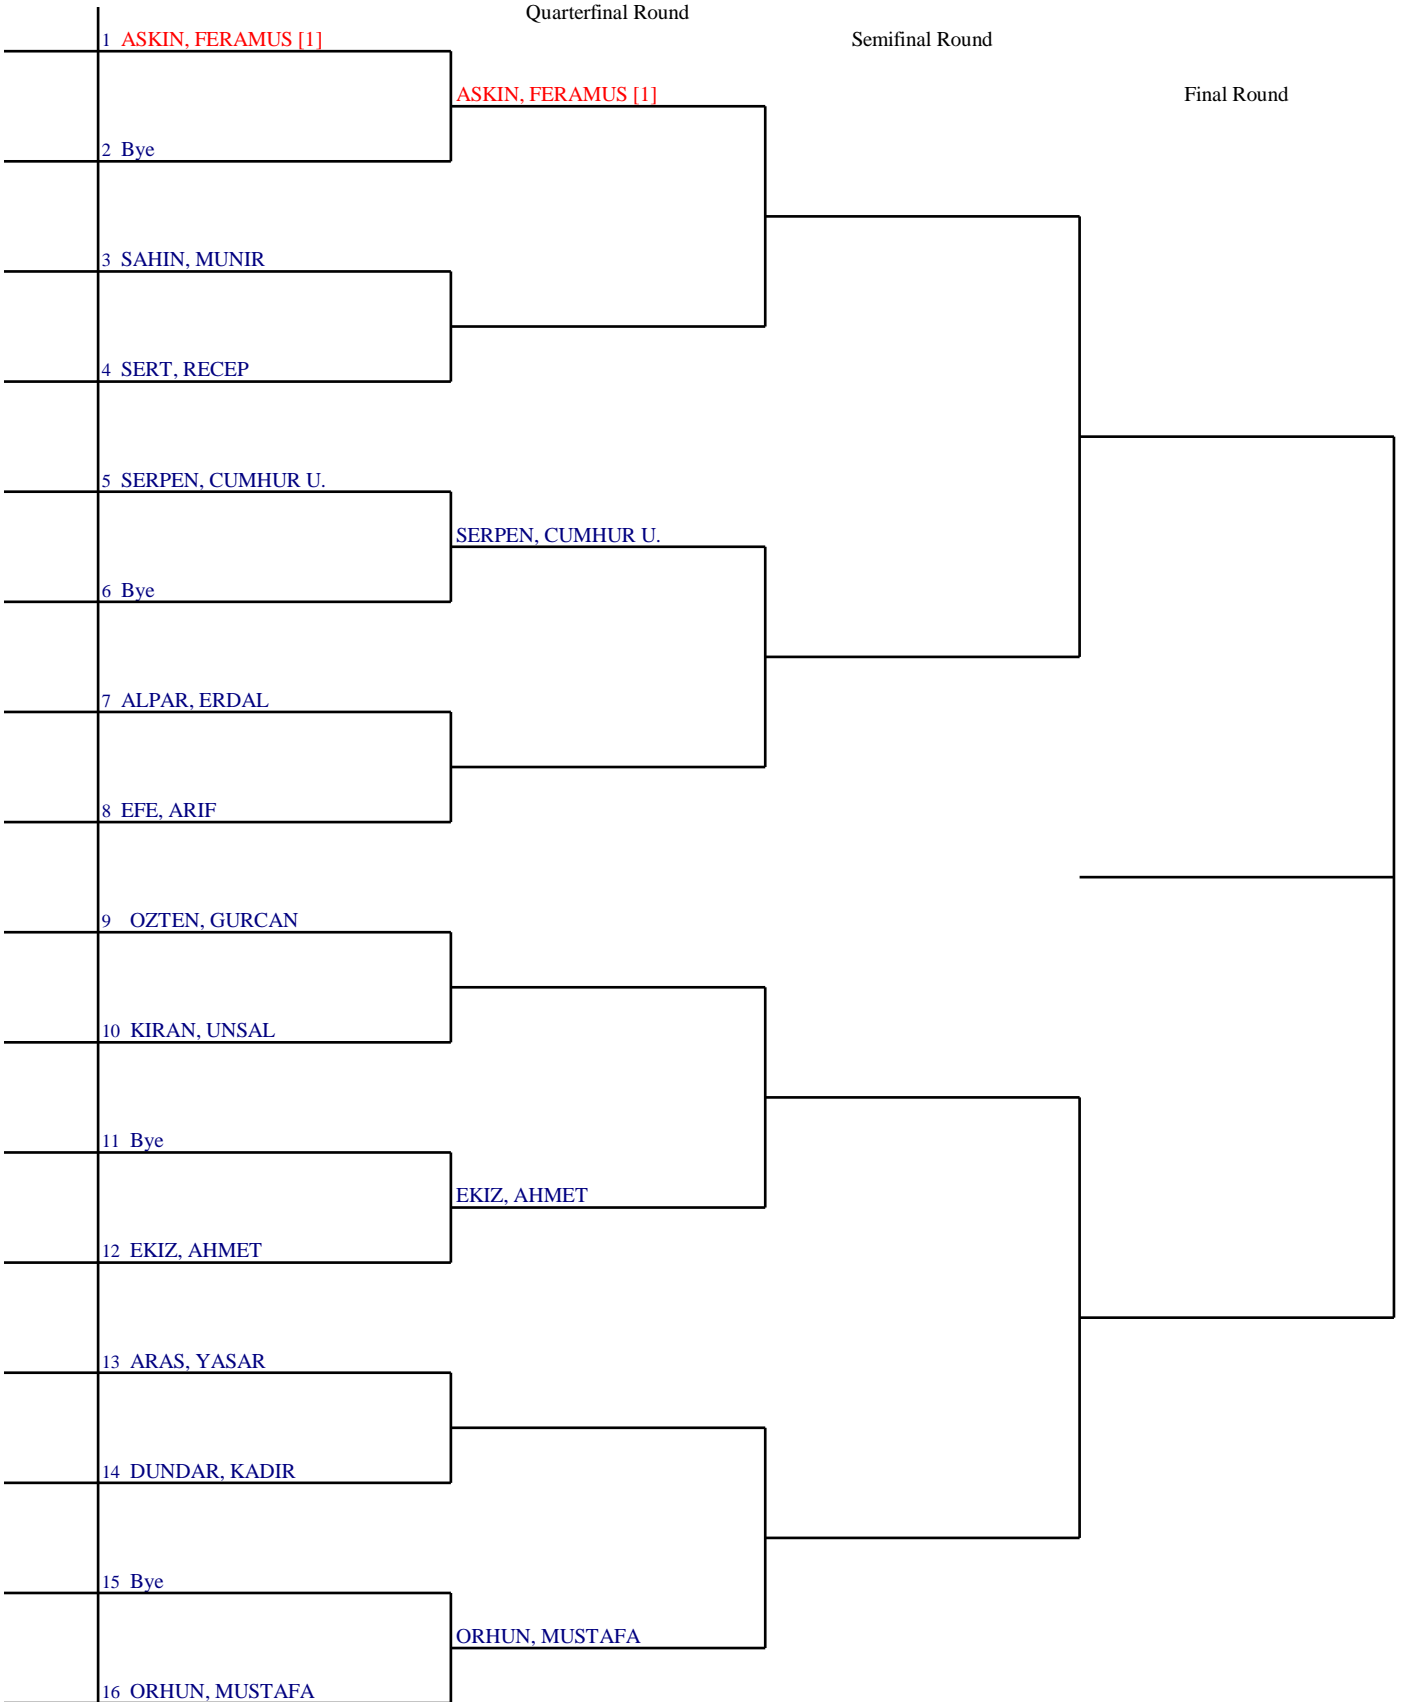 Quarterfinal Round
1 ASKIN, FERAMUS [1]
Semifinal Round
ASKIN, FERAMUS [1]
Final Round
2 Bye
3 SAHIN, MUNIR
4 SERT, RECEP
5 SERPEN, CUMHUR U.
SERPEN, CUMHUR U.
6 Bye
7 ALPAR, ERDAL
8 EFE, ARIF
9 OZTEN, GURCAN
10 KIRAN, UNSAL
11 Bye
EKIZ, AHMET
12 EKIZ, AHMET
13 ARAS, YASAR
14 DUNDAR, KADIR
15 Bye
ORHUN, MUSTAFA
16 ORHUN, MUSTAFA